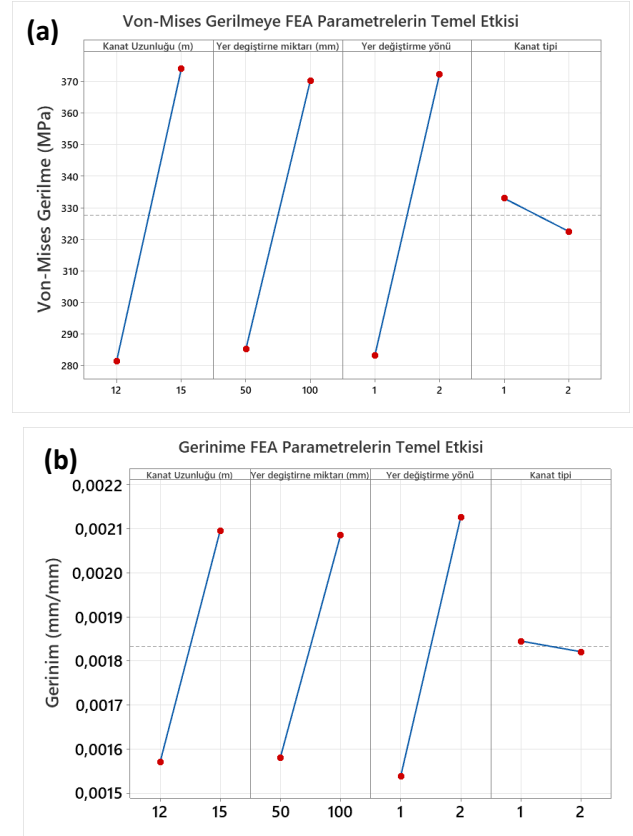 (a)
Von-Mises Gerilmeye FEA Parametrelerin Temel Etkisi
Kanat Uzunluğu (m) Yer degiştirne miktarı (mm) Yer değiştirme yönü Kanat tipi
Von-Mises Gerilme (MPa)
370
360
350
340
330
320
310
300
290
280
12 15 50 100 1 2 1 2
(b)
Gerinime FEA Parametrelerin Temel Etkisi
Kanat Uzunluğu (m) Yer degiştirne miktarı (mm) Yer değiştirme yönü Kanat tipi
Gerinim (mm/mm)
0,0022
0,0021
0,0020
0,0019
0,0018
0,0017
0,0016
0,0015
12 15 50 100 1 2 1 2